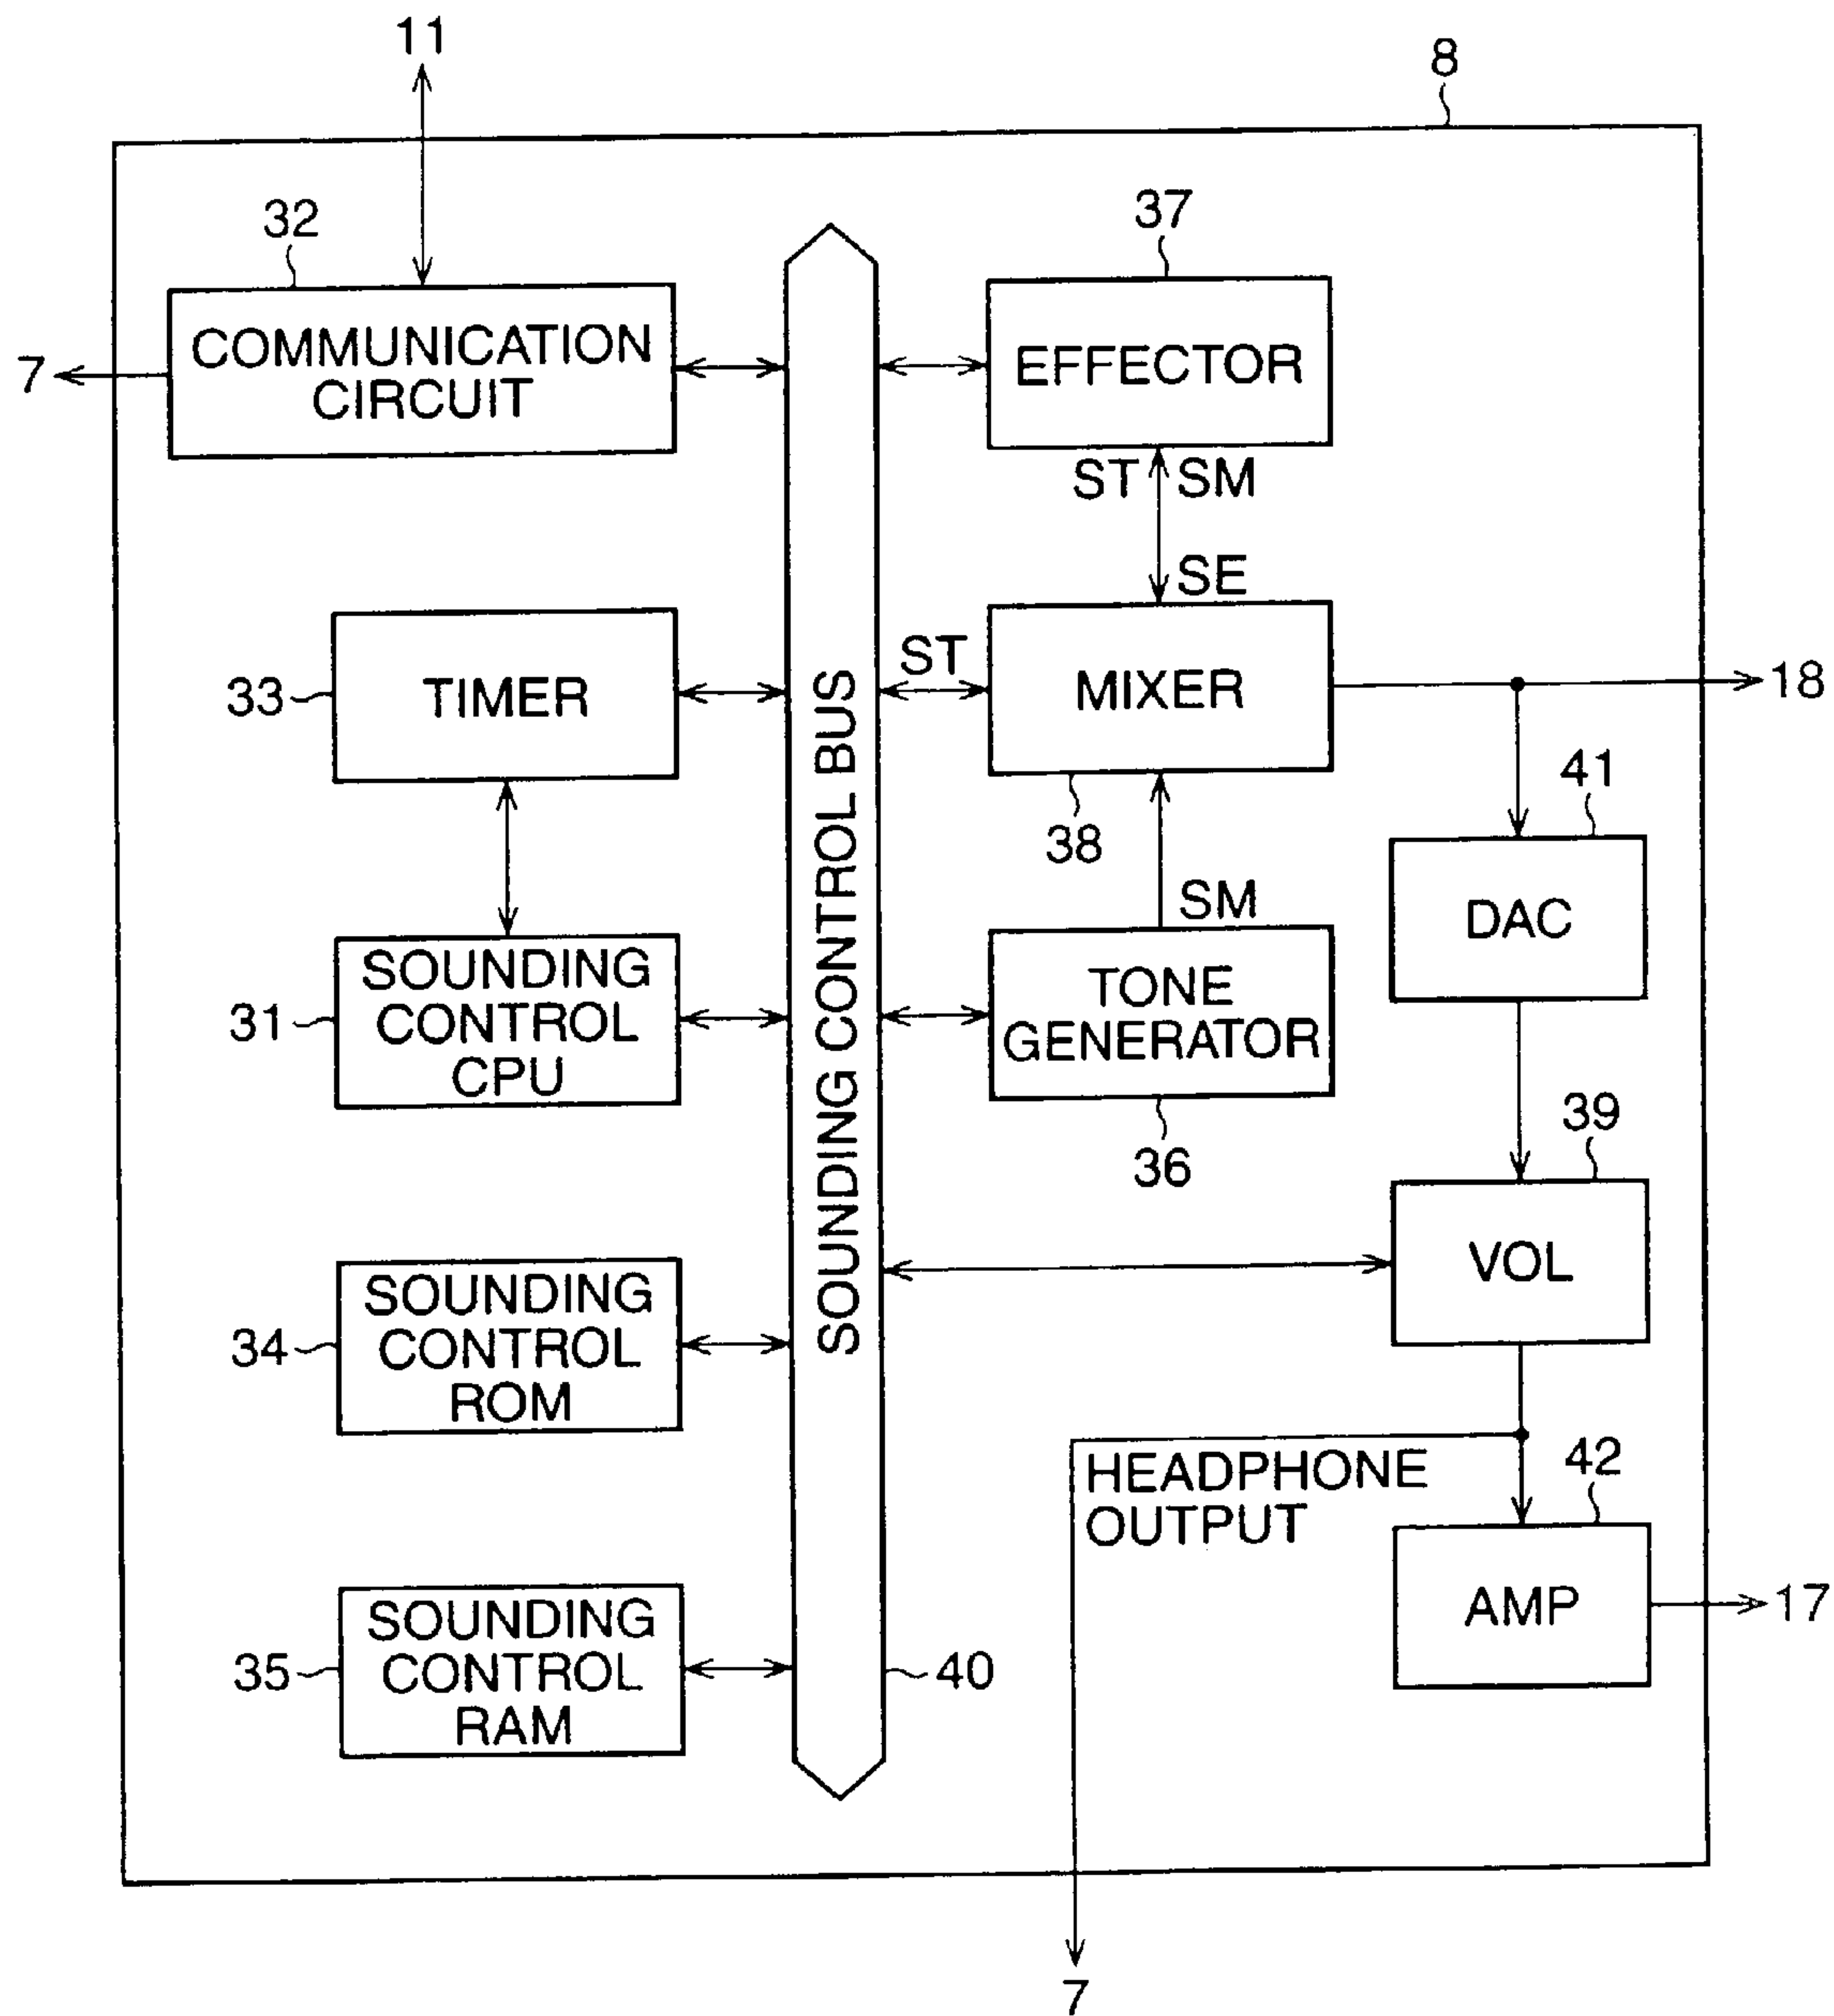 11
8
32
37
COMMUNICATION
CIRCUIT
7
EFFECTOR
ST
SM
SE
33
TIMER
ST
MIXER
18
38
41
DAC
SM
SOUNDING
CONTROL
CPU
31
TONE
GENERATOR
36
39
VOL
SOUNDING CONTROL BUS
34
SOUNDING
CONTROL
ROM
HEADPHONE
OUTPUT
42
AMP
17
35
SOUNDING
CONTROL
RAM
40
7